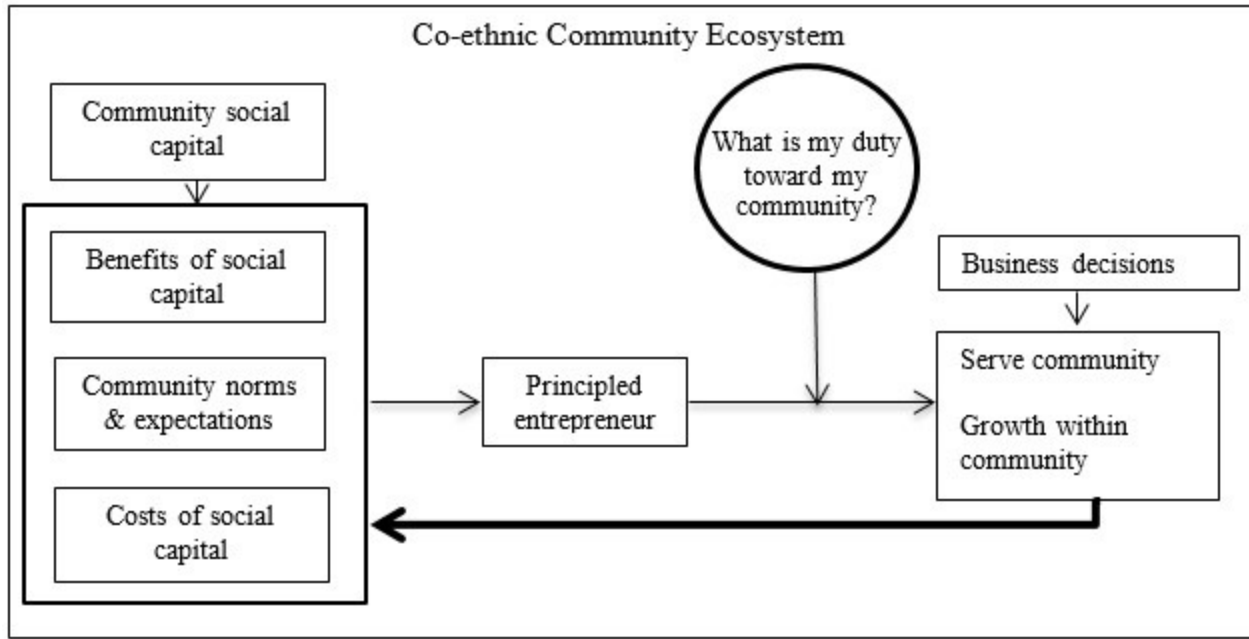 Co-ethnic Community Ecosystem
Community social
capital
Benefits of social
capital
Community norms
& expectations
Costs of social
capital
Principled
entrepreneur
What is my duty
toward my
community?
Business decisions
Serve community
Growth within
community